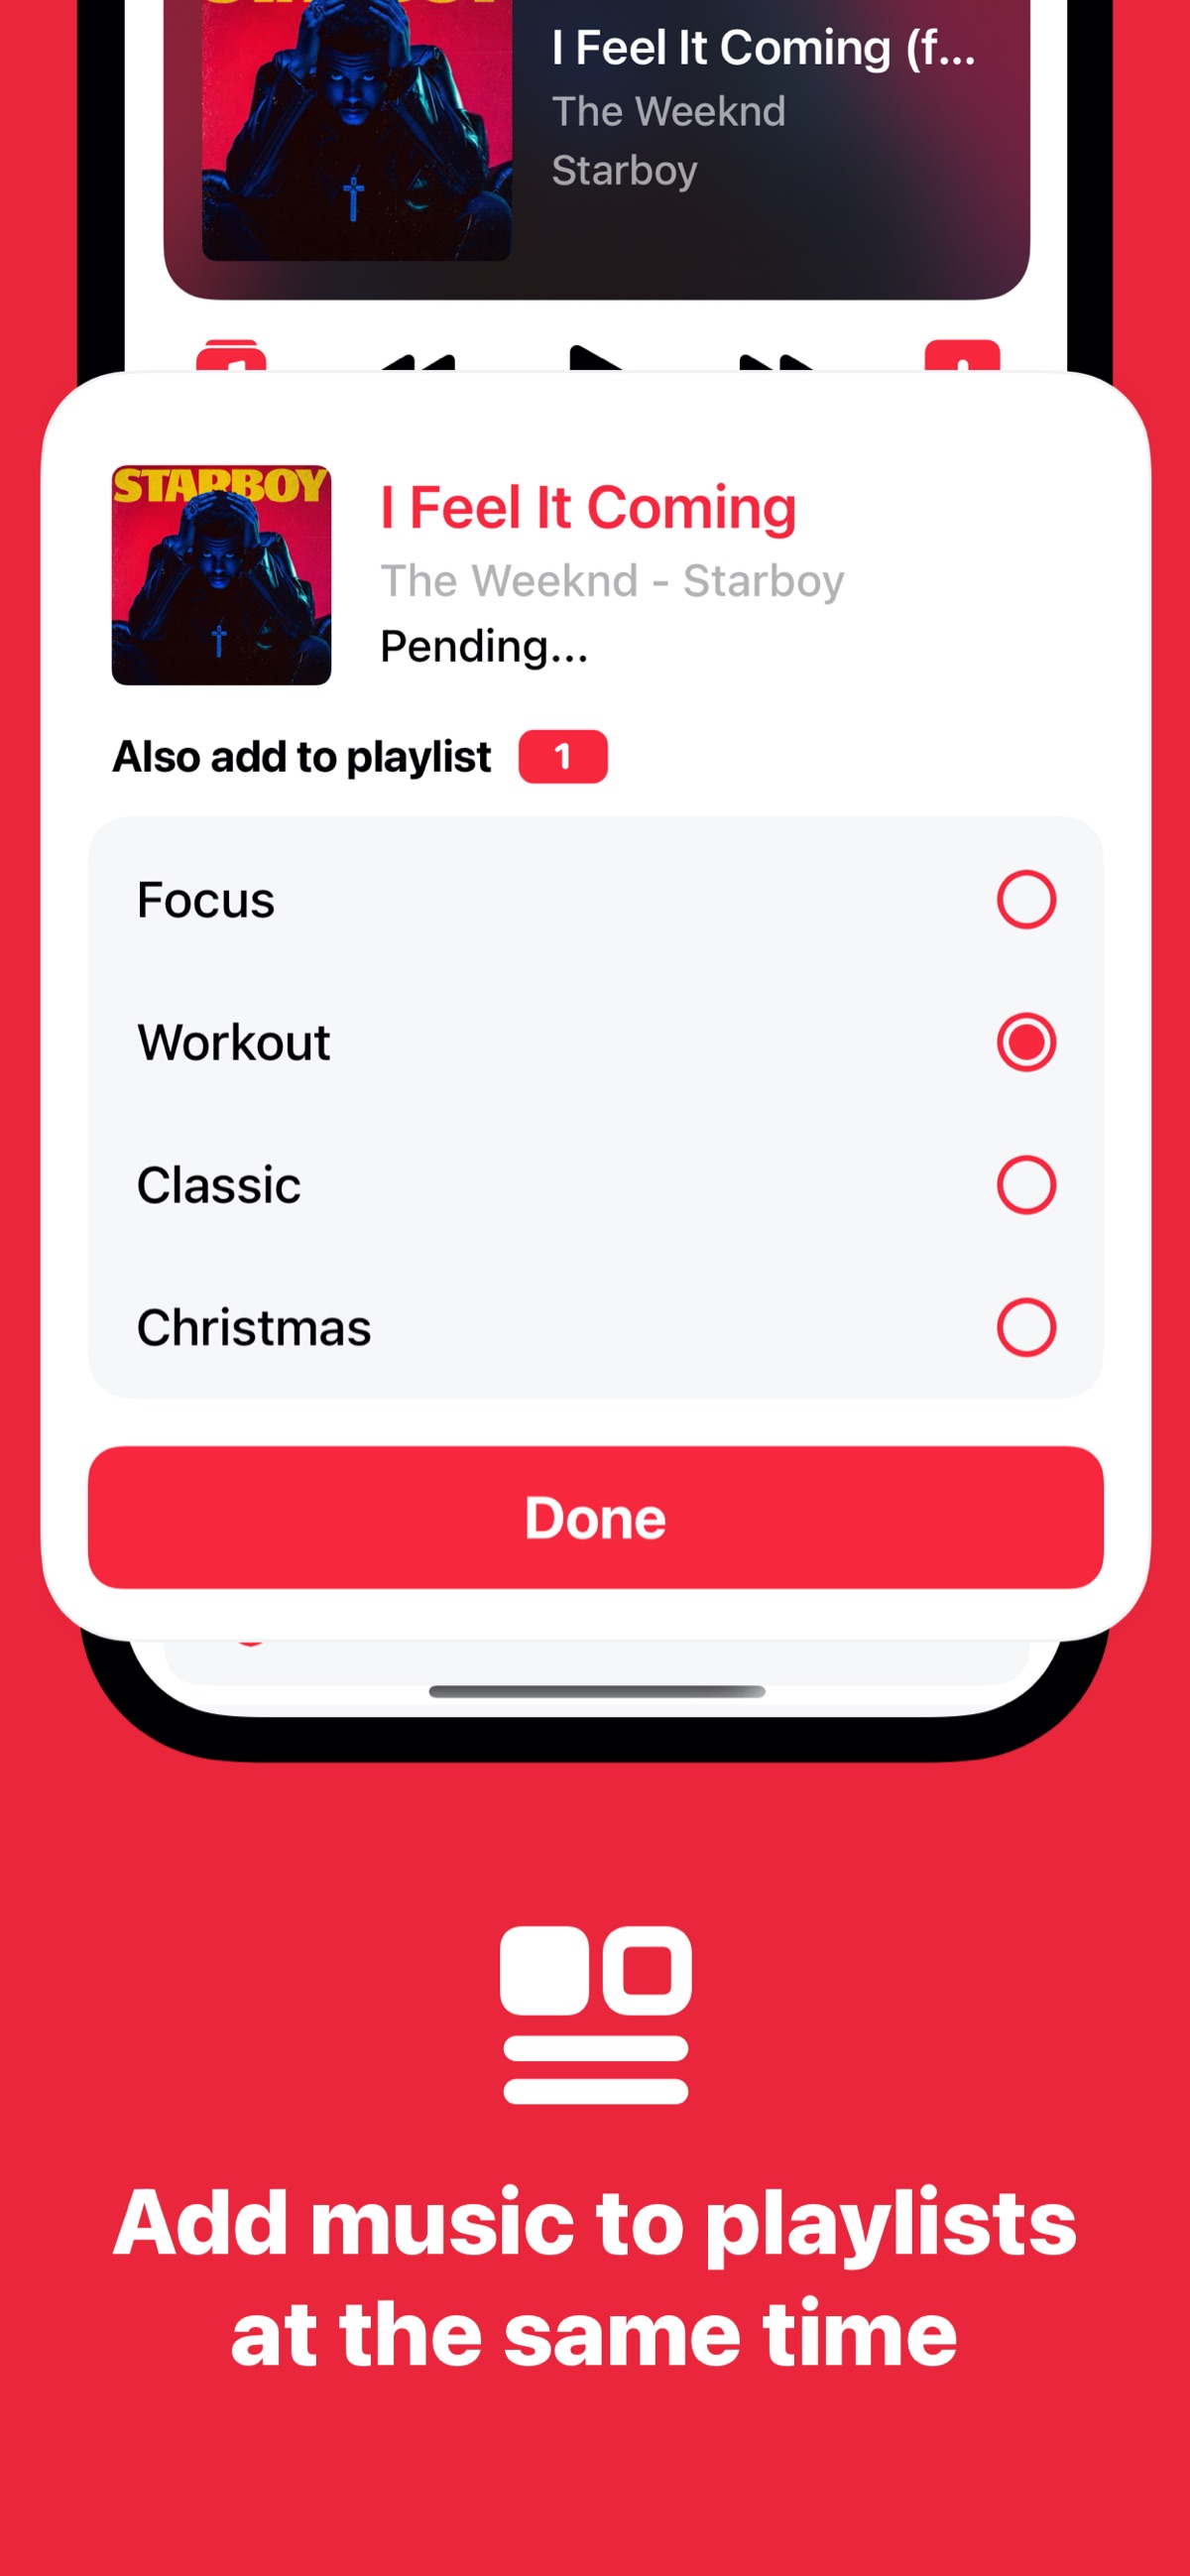 I Feel It Coming (f...
The Weeknd
Starboy
STARBOY
I Feel It Coming
The Weeknd - Starboy
Pending...
Also add to playlist 1
Focus
Workout
Classic
Christmas
Done
Add music to playlists
at the same time